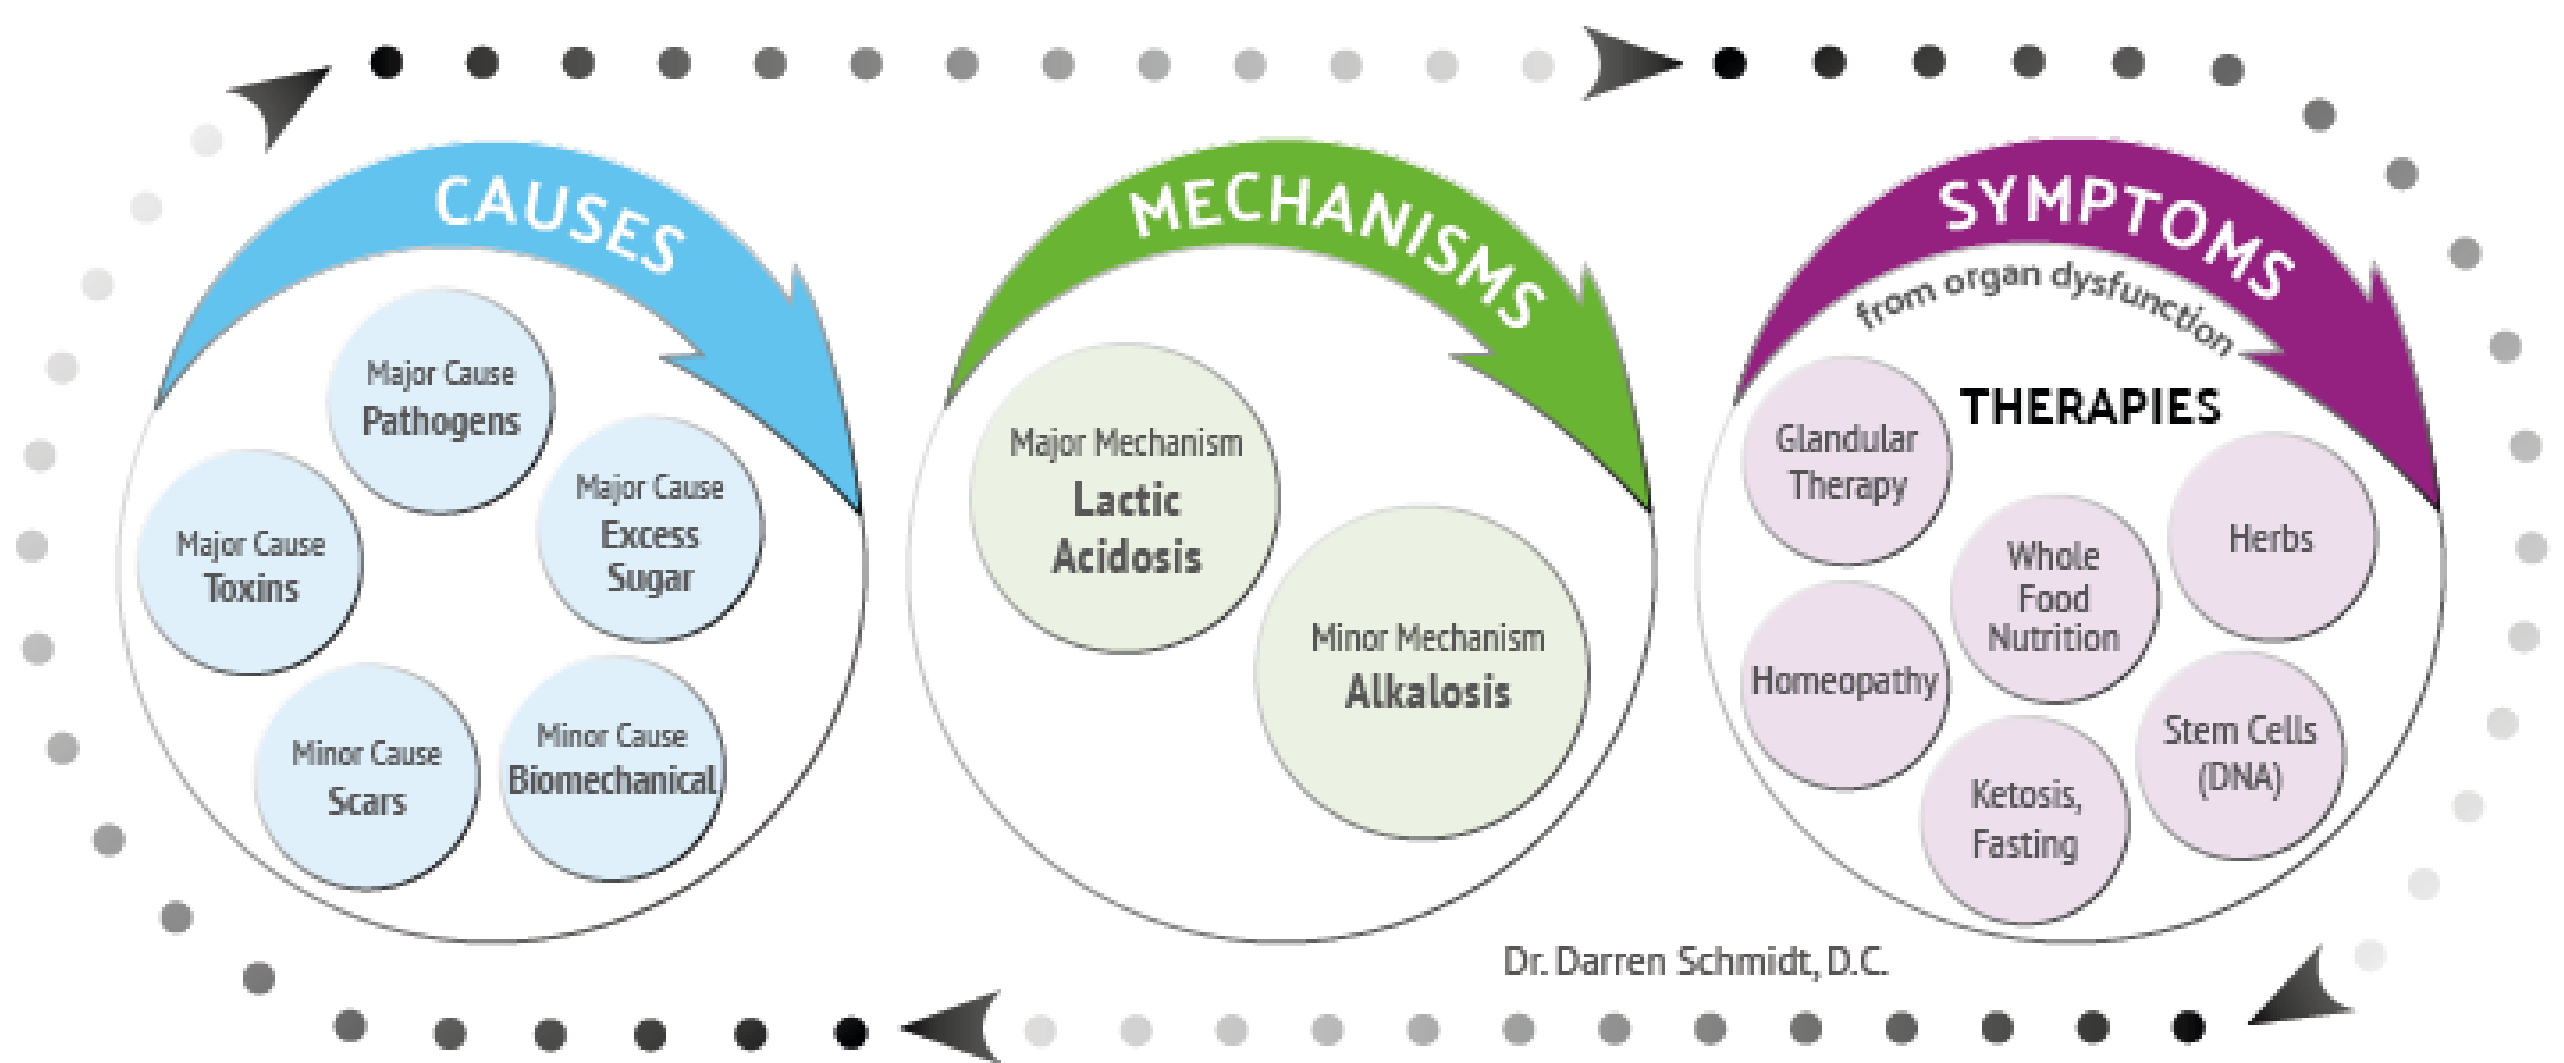 CAUSES
Major Cause
Pathogens
Major Cause
Excess
Sugar
Major Cause
Toxins
Minor Cause
Scars
Minor Cause
Biomechanical
MECHANISMS
Major Mechanism
Lactic
Acidosis
Minor Mechanism
Alkalosis
SYMPTOMS
from organ dysfunction
THERAPIES
Glandular
Therapy
Whole
Food
Nutrition
Herbs
Homeopathy
Stem Cells
(DNA)
Ketosis,
Fasting
Dr. Darren Schmidt, D.C.